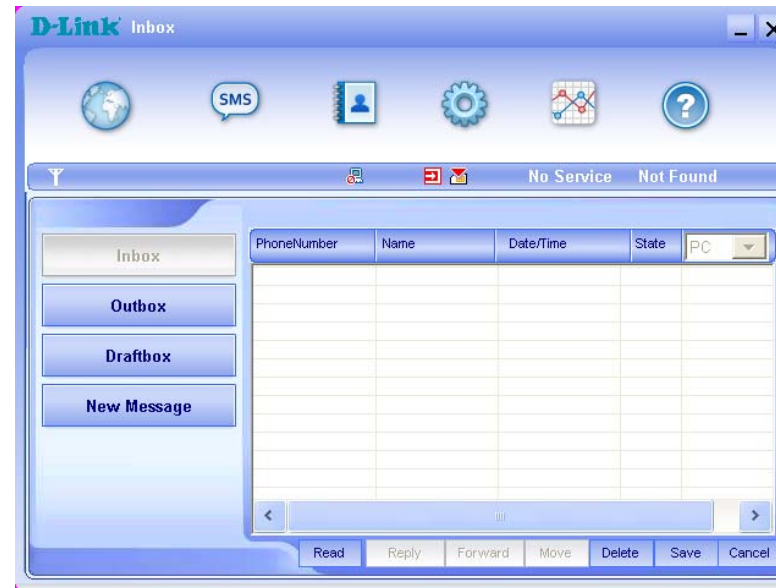 D-Link Inbox
SMS
No Service Not Found
PhoneNumber Name Date/Time State PC
Inbox
Outbox
Draftbox
New Message
Read Reply Forward Move Delete Save Cancel